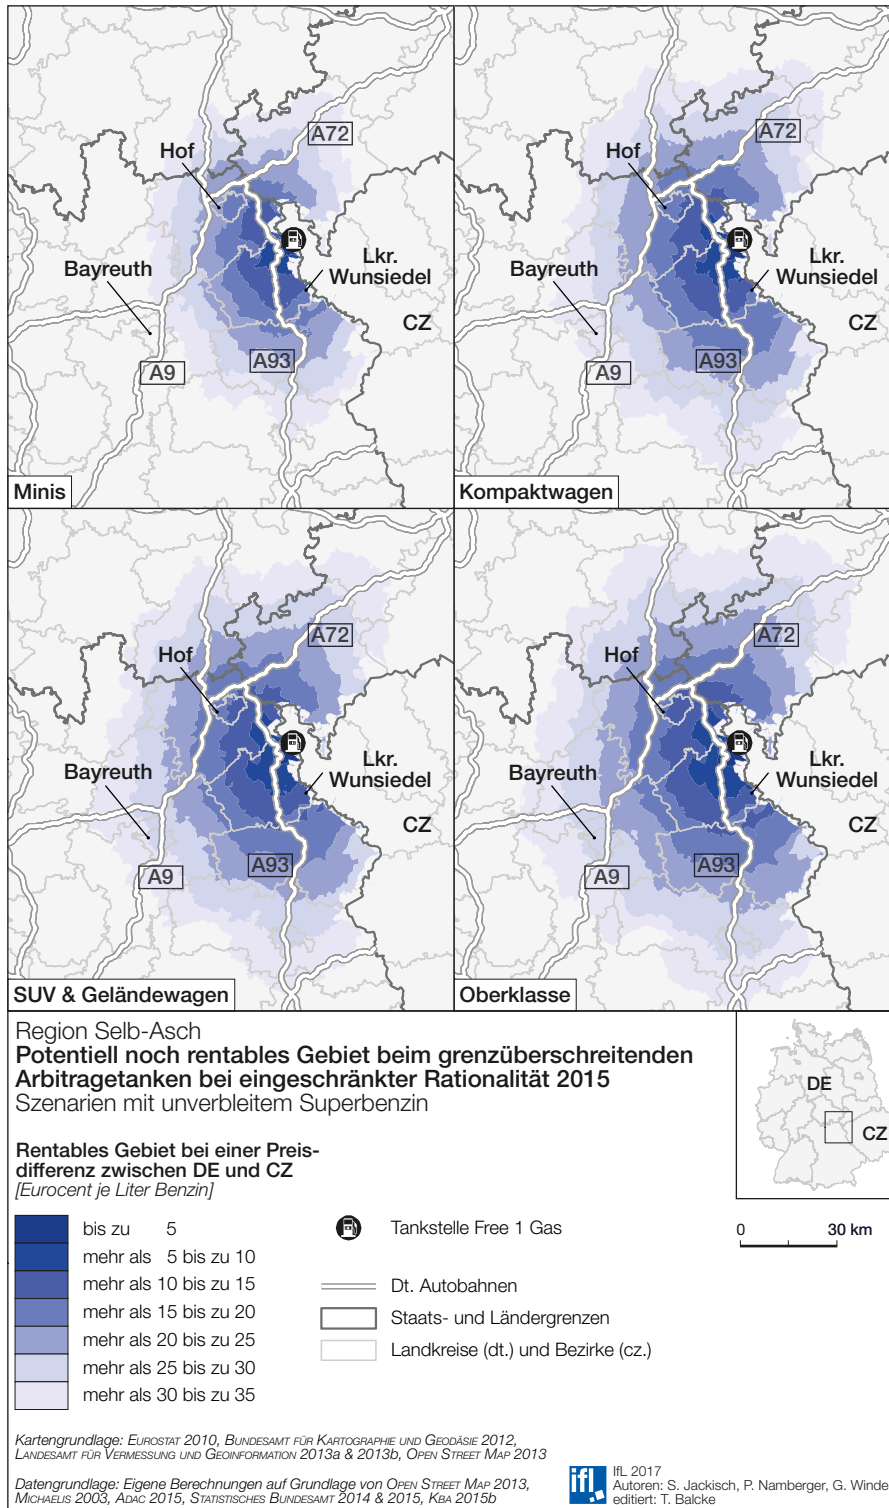 A72
Hof
Bayreuth
Lkr.
Wunsiedel
CZ
A9
A93
Minis
A72
Hof
Bayreuth
Lkr.
Wunsiedel
CZ
A9
A93
Kompaktwagen
A72
Hof
Bayreuth
Lkr.
Wunsiedel
CZ
A9
A93
SUV & Geländewagen
A72
Hof
Bayreuth
Lkr.
Wunsiedel
CZ
A9
A93
Oberklasse
Region Selb-Asch
Potentiell noch rentables Gebiet beim grenzüberschreitenden
Arbitragetanken bei eingeschränkter Rationalität 2015
Szenarien mit unverbleitem Superbenzin
DE
CZ
Rentables Gebiet bei einer Preis-
differenz zwischen DE und CZ
[Eurocent je Liter Benzin]
bis zu 5
mehr als 5 bis zu 10
mehr als 10 bis zu 15
mehr als 15 bis zu 20
mehr als 20 bis zu 25
mehr als 25 bis zu 30
mehr als 30 bis zu 35
Tankstelle Free 1 Gas
Dt. Autobahnen
Staats- und Ländergrenzen
Landkreise (dt.) und Bezirke (cz.)
0 30 km
Kartengrundlage: EUROSTAT 2010, BUNDESAMT FÜR KARTOGRAPHIE UND GEODÄSIE 2012,
LANDESAMT FÜR VERMESSUNG UND GEOINFORMATION 2013a & 2013b, OPEN STREET MAP 2013
Datengrundlage: Eigene Berechnungen auf Grundlage von OPEN STREET MAP 2013,
MICHAELIS 2003, ADAC 2015, STATISTISCHES BUNDESAMT 2014 & 2015, KBA 2015b
ifl
IfL 2017
Autoren: S. Jackisch, P. Namberger, G. Winde
editiert: T. Balcke